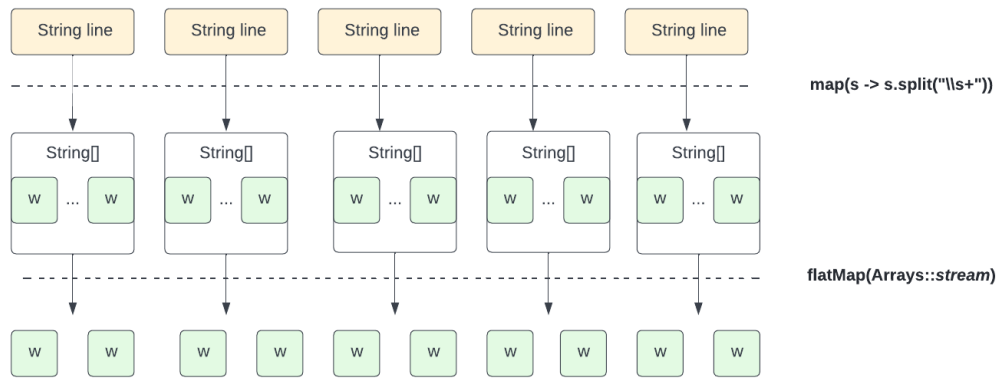 String line String line String line String line String line
map(s -> s.split("\\s+"))
String[] String[] String[] String[] String[]
w ... w w ... w w ... w w ... w w ... w
flatMap(Arrays::stream)
w w w w w w w w w w